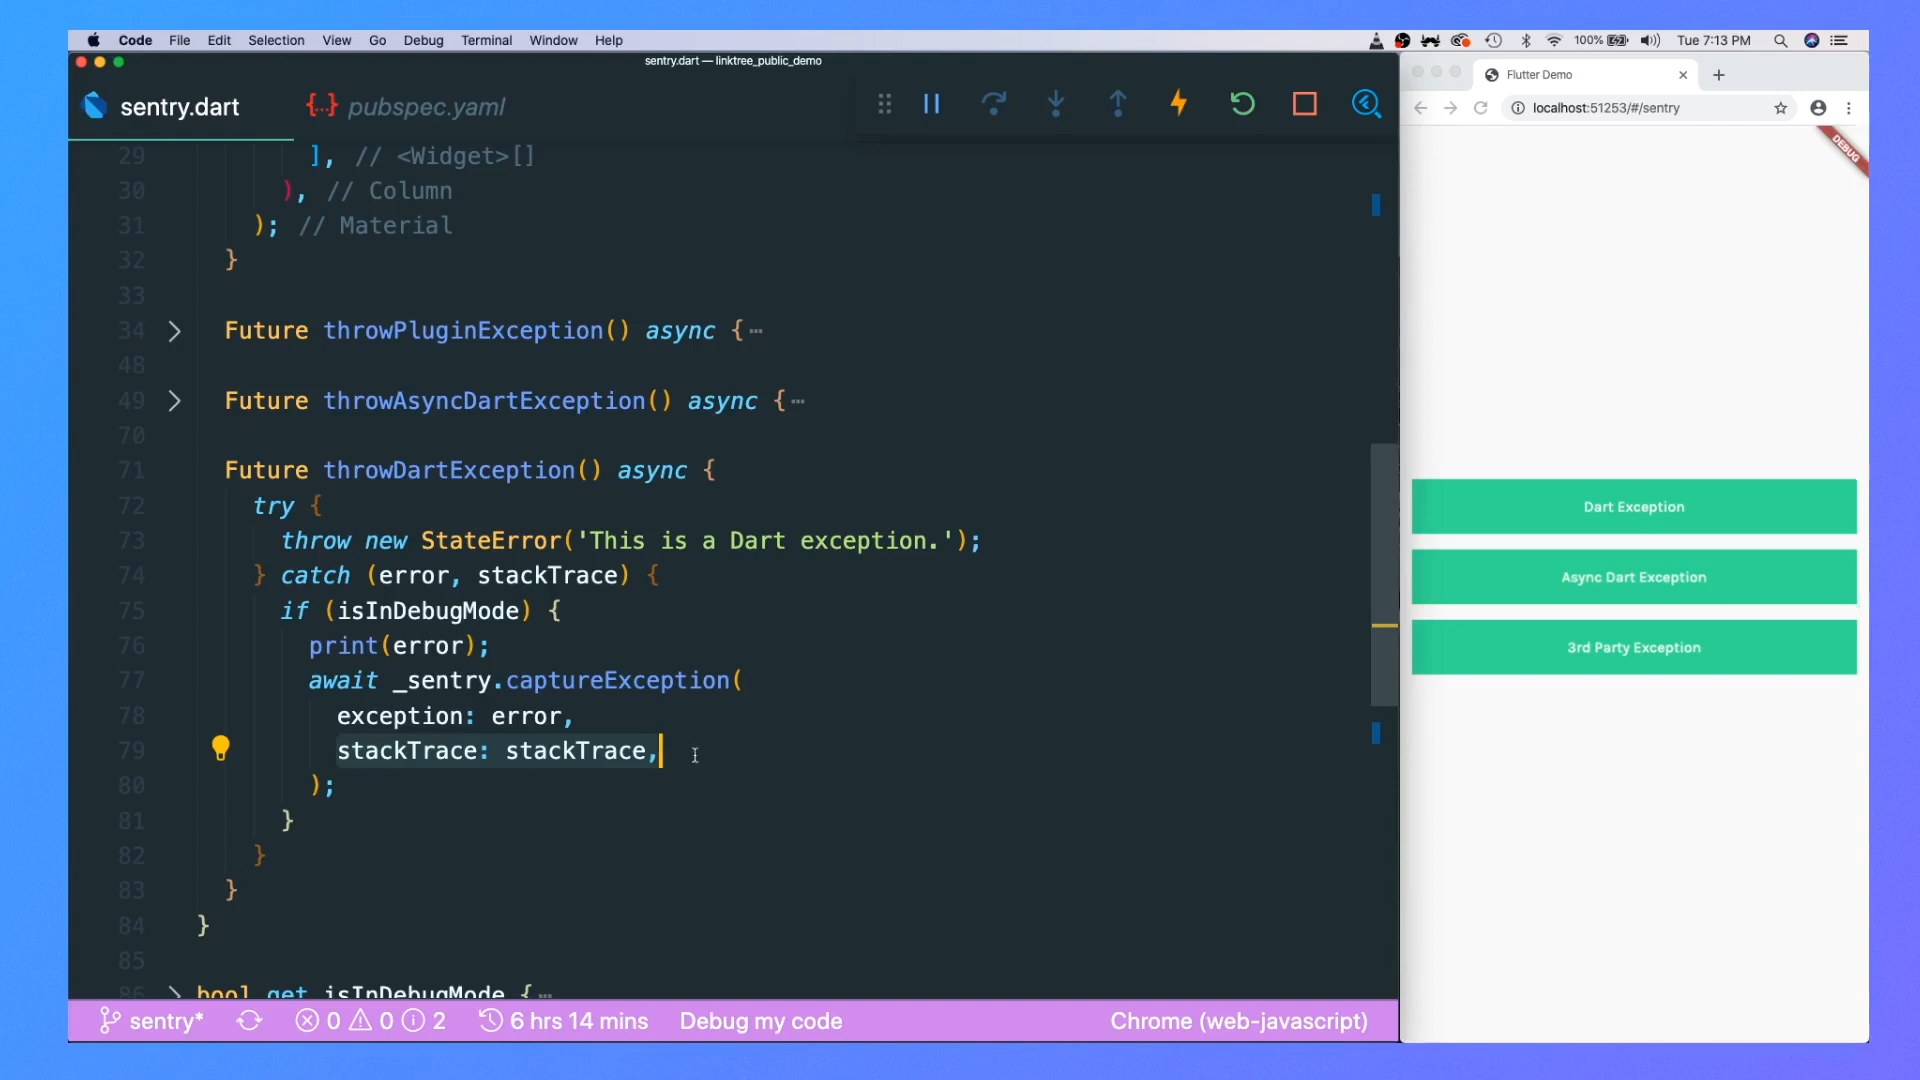 Code File Edit Selection View Go Debug Terminal Window Help
100% Tue 7:13 PM
sentry.dart — linktree_public_demo
sentry.dart
{...} pubspec.yaml
29 ], // <Widget>[]
30 ), // Column
31 ); // Material
32 }
33
34 Future throwPluginException() async {
48
49 Future throwAsyncDartException() async {
70
71 Future throwDartException() async {
72 try {
73 throw new StateError('This is a Dart exception.');
74 } catch (error, stackTrace) {
75 if (isInDebugMode) {
76 print(error);
77 await _sentry.captureException(
78 exception: error,
79 stackTrace: stackTrace,
80 );
81 }
82 }
83 }
84 }
85
86 bool get isInDebugMode {
sentry* 0 0 2 6 hrs 14 mins Debug my code Chrome (web-javascript)
Flutter Demo
localhost:51253/#/sentry
DEBUG
Dart Exception
Async Dart Exception
3rd Party Exception